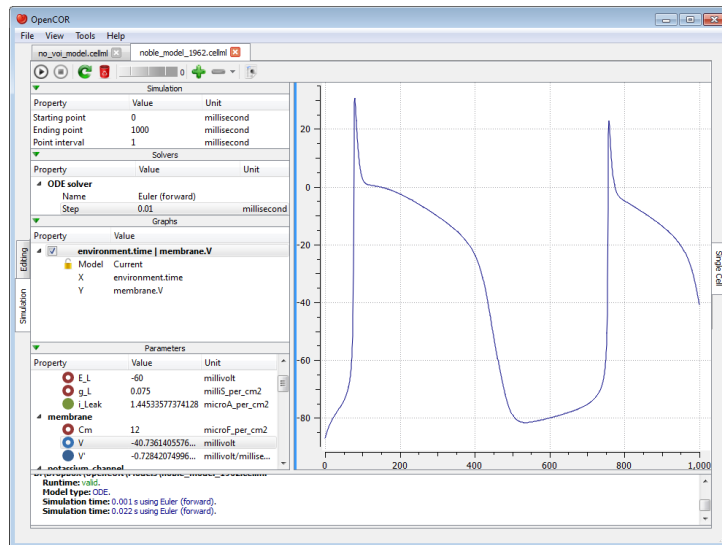 OpenCOR
File View Tools Help
no_voi_model.cellml noble_model_1962.cellml
0
Simulation
Property Value Unit
Starting point 0 millisecond
Ending point 1000 millisecond
Point interval 1 millisecond
Solvers
Property Value Unit
ODE solver
Name Euler (forward)
Step 0.01 millisecond
Graphs
Property Value
environment.time | membrane.V
Model Current
X environment.time
Y membrane.V
Parameters
Property Value Unit
E_L -60 millivolt
g_L 0.075 milliS_per_cm2
i_Leak 1.44533577374128 microA_per_cm2
membrane
Cm 12 microF_per_cm2
V -40.7361405576... millivolt
V' -0.72842074996... millivolt/millise...
Runtime: valid.
Model type: ODE.
Simulation time: 0.001 s using Euler (forward).
Simulation time: 0.022 s using Euler (forward).
Editing
Simulation
20
0
-20
-40
-60
-80
0 200 400 600 800 1,000
Single Cell